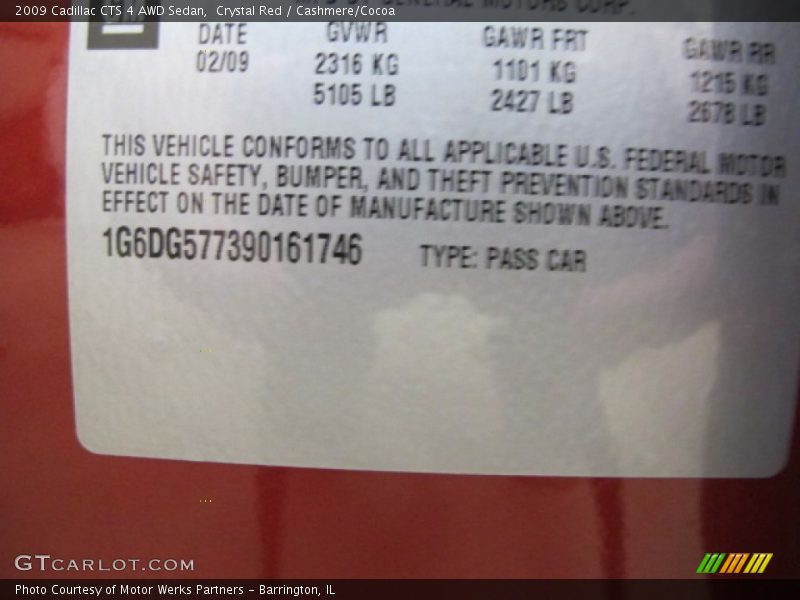 2009 Cadillac CTS 4 AWD Sedan, Crystal Red / Cashmere/Cocoa
GENERAL MOTORS CORP.
DATE GVWR GAWR FRT GAWR RR
02/09 2316 KG 1101 KG 1215 KG
5105 LB 2427 LB 2678 LB
THIS VEHICLE CONFORMS TO ALL APPLICABLE U.S. FEDERAL MOTOR
VEHICLE SAFETY, BUMPER, AND THEFT PREVENTION STANDARDS IN
EFFECT ON THE DATE OF MANUFACTURE SHOWN ABOVE.
1G6DG577390161746 TYPE: PASS CAR
GTCARLOT.COM
Photo Courtesy of Motor Werks Partners - Barrington, IL